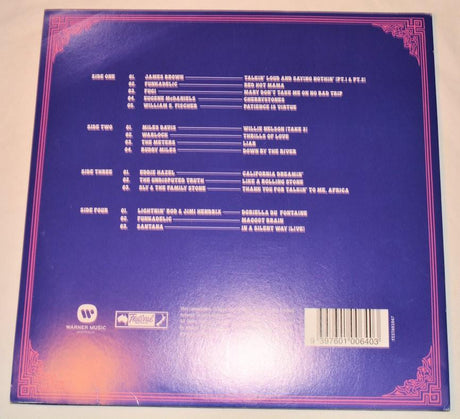 SIDE ONE 01. JAMES BROWN TALKIN' LOUD AND SAYING NOTHIN' (PT.1 & PT.2)
02. FUNKADELIC RED HOT MAMA
03. FUGI MARY DON'T TAKE ME ON NO BAD TRIP
04. EUGENE McDANIELS CHERRYSTONES
05. WILLIAM S. FISCHER PATIENCE IS VIRTUE
SIDE TWO 01. MILES DAVIS WILLIE NELSON (TAKE 3)
02. WARLOCK THRILLS OF LOVE
03. THE METERS LIAR
04. BUDDY MILES DOWN BY THE RIVER
SIDE THREE 01. EDDIE HAZEL CALIFORNIA DREAMIN'
02. THE UNDISPUTED TRUTH LIKE A ROLLING STONE
03. SLY & THE FAMILY STONE THANK YOU FOR TALKIN' TO ME, AFRICA
SIDE FOUR 01. LIGHTNIN' ROD & JIMI HENDRIX DORIELLA DU FONTAINE
02. FUNKADELIC MAGGOT BRAIN
03. SANTANA IN A SILENT WAY (LIVE)
WARNER MUSIC
AUSTRALIA
Festival
9 397601 006403